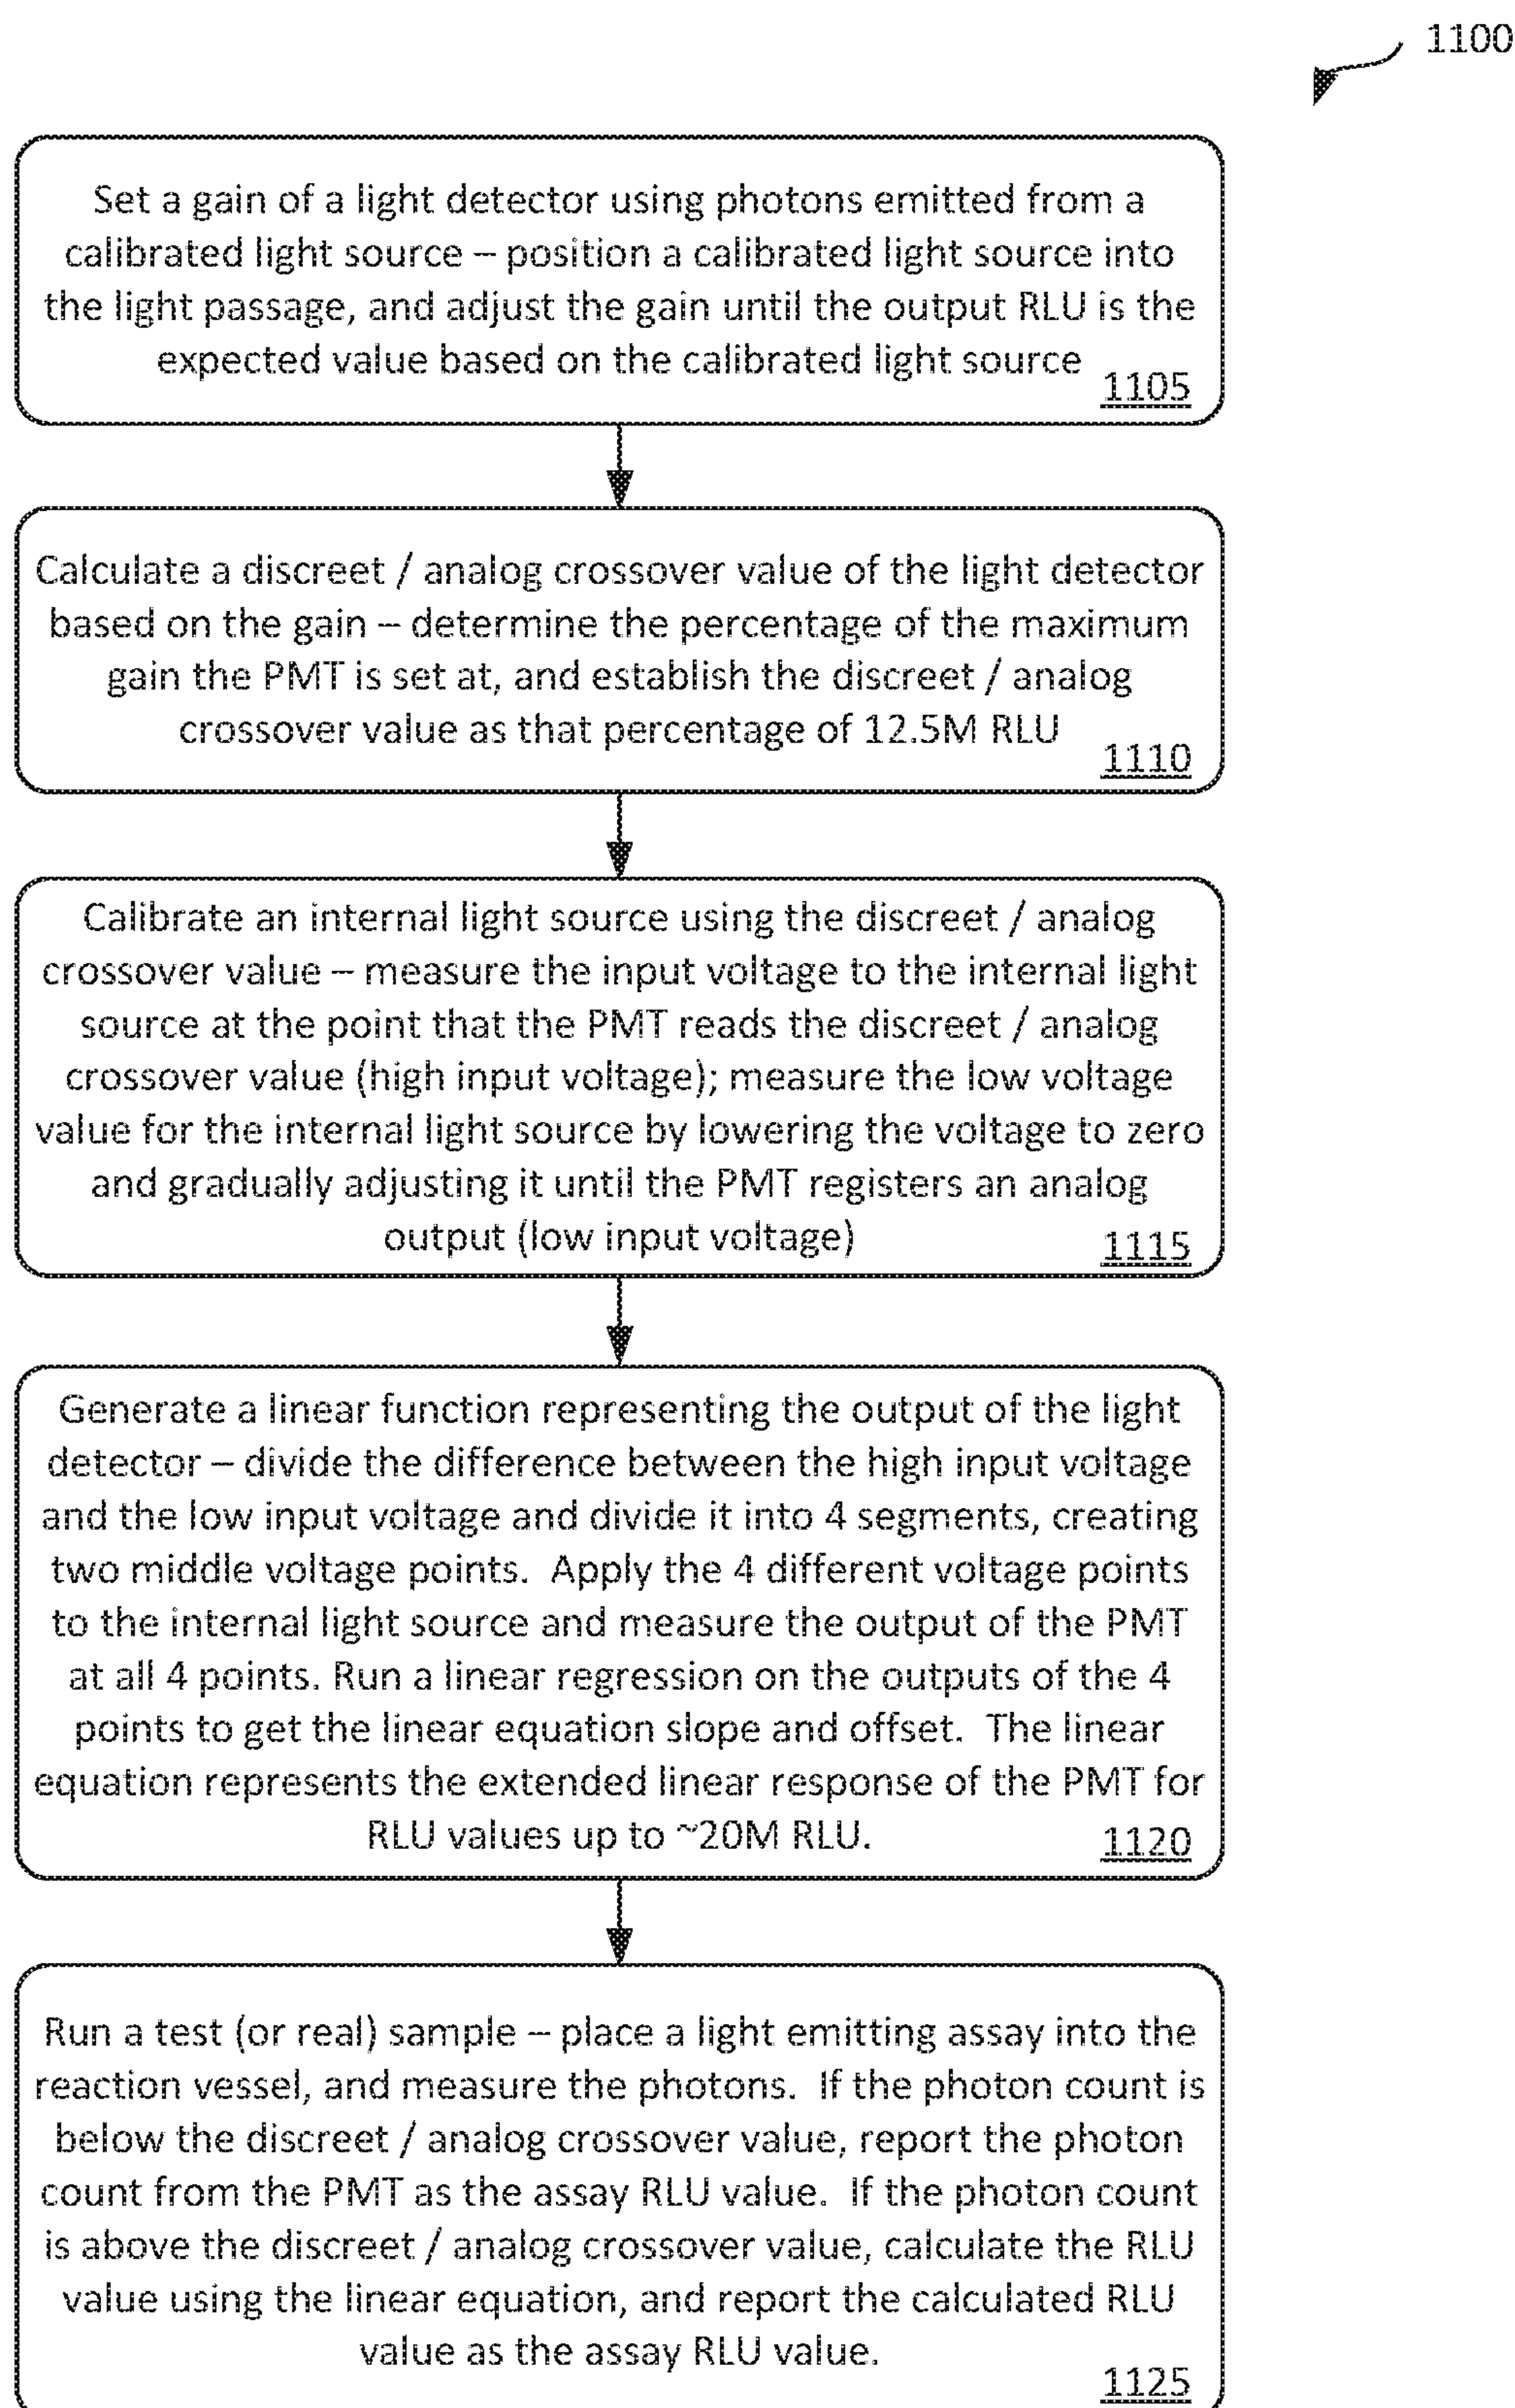 1100
Set a gain of a light detector using photons emitted from a
calibrated light source – position a calibrated light source into
the light passage, and adjust the gain until the output RLU is the
expected value based on the calibrated light source
1105
Calculate a discreet / analog crossover value of the light detector
based on the gain – determine the percentage of the maximum
gain the PMT is set at, and establish the discreet / analog
crossover value as that percentage of 12.5M RLU
1110
Calibrate an internal light source using the discreet / analog
crossover value – measure the input voltage to the internal light
source at the point that the PMT reads the discreet / analog
crossover value (high input voltage); measure the low voltage
value for the internal light source by lowering the voltage to zero
and gradually adjusting it until the PMT registers an analog
output (low input voltage)
1115
Generate a linear function representing the output of the light
detector – divide the difference between the high input voltage
and the low input voltage and divide it into 4 segments, creating
two middle voltage points.  Apply the 4 different voltage points
to the internal light source and measure the output of the PMT
at all 4 points. Run a linear regression on the outputs of the 4
points to get the linear equation slope and offset.  The linear
equation represents the extended linear response of the PMT for
RLU values up to ~20M RLU.
1120
Run a test (or real) sample – place a light emitting assay into the
reaction vessel, and measure the photons.  If the photon count is
below the discreet / analog crossover value, report the photon
count from the PMT as the assay RLU value.  If the photon count
is above the discreet / analog crossover value, calculate the RLU
value using the linear equation, and report the calculated RLU
value as the assay RLU value.
1125